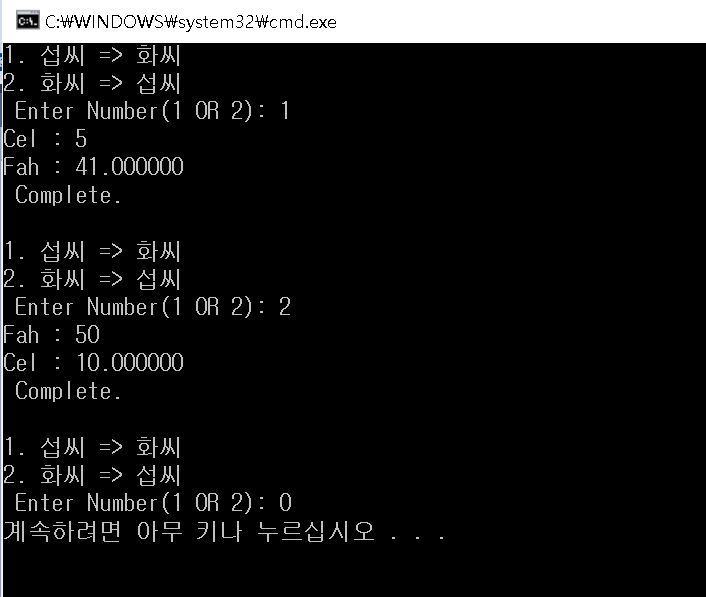 C:\WINDOWS\system32\cmd.exe
1. 섭씨 => 화씨
2. 화씨 => 섭씨
Enter Number(1 OR 2): 1
Cel : 5
Fah : 41.000000
Complete.
1. 섭씨 => 화씨
2. 화씨 => 섭씨
Enter Number(1 OR 2): 2
Fah : 50
Cel : 10.000000
Complete.
1. 섭씨 => 화씨
2. 화씨 => 섭씨
Enter Number(1 OR 2): 0
계속하려면 아무 키나 누르십시오 . . .